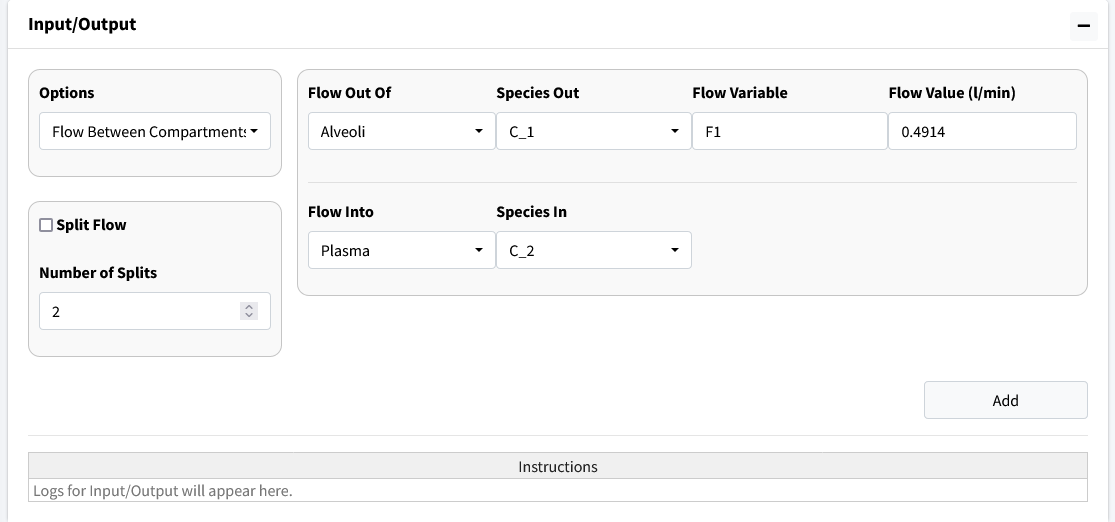 Input/Output
Options
Flow Between Compartments
Split Flow
Number of Splits
2
Flow Out Of Species Out Flow Variable Flow Value (l/min)
Alveoli C_1 F1 0.4914
Flow Into Species In
Plasma C_2
Add
Instructions
Logs for Input/Output will appear here.